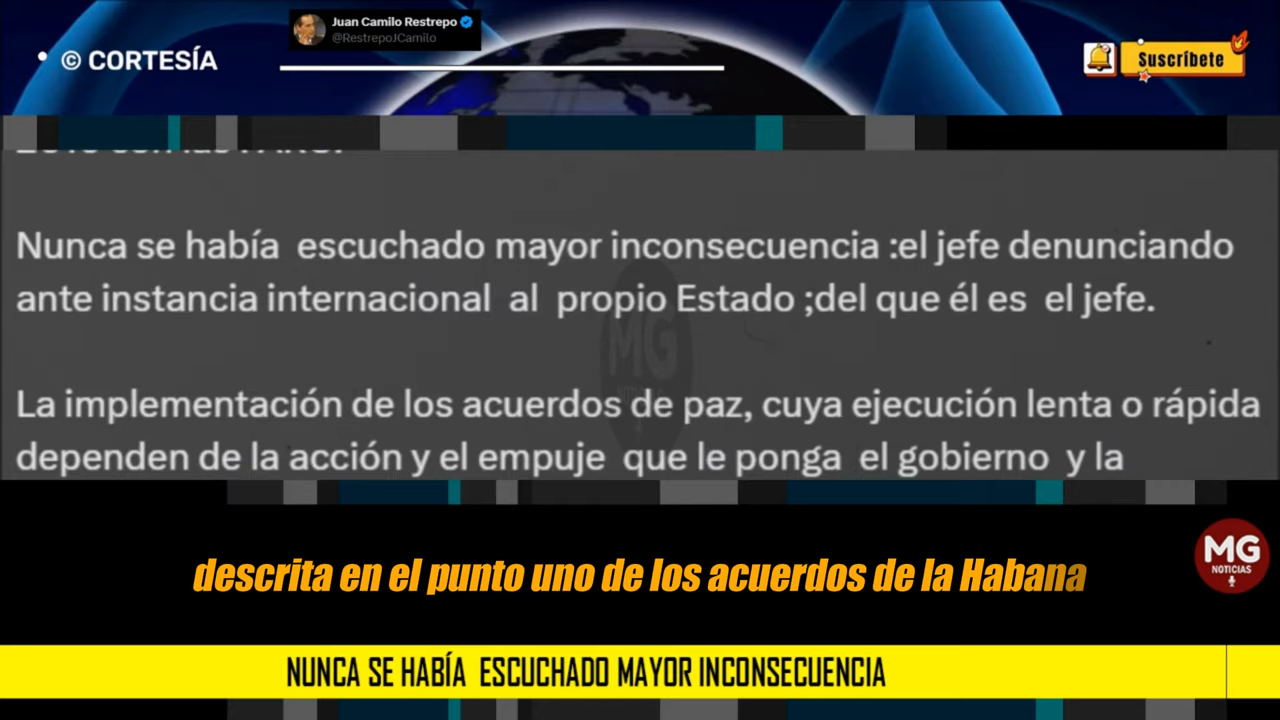 Juan Camilo Restrepo
@RestrepoJCamilo
© CORTESÍA
Suscríbete
Nunca se había escuchado mayor inconsecuencia :el jefe denunciando
ante instancia internacional al propio Estado ;del que él es el jefe.
MG
La implementación de los acuerdos de paz, cuya ejecución lenta o rápida
dependen de la acción y el empuje que le ponga el gobierno y la
descrita en el punto uno de los acuerdos de la Habana
MG
NOTICIAS
NUNCA SE HABÍA ESCUCHADO MAYOR INCONSECUENCIA